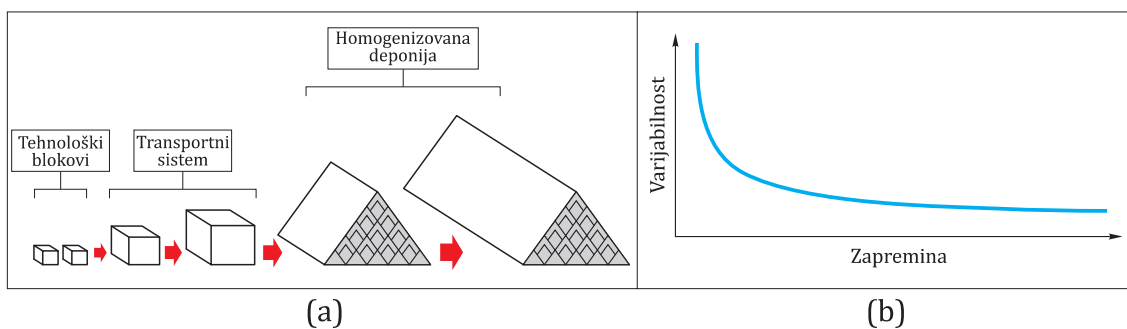 Homogenizovana
deponija
Tehnološki
blokovi
Transportni
sistem
(a)
Varijabilnost
Zapremina
(b)